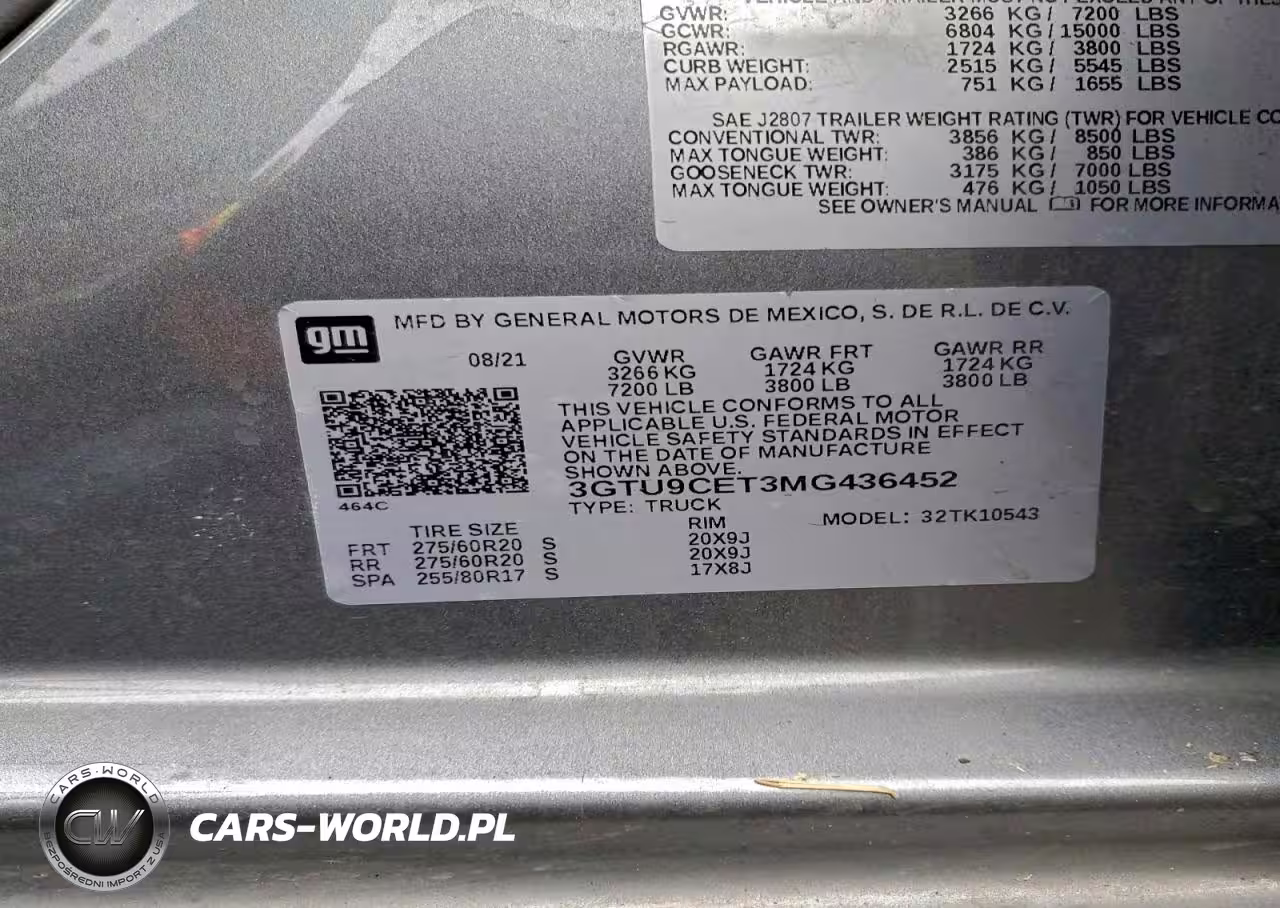 GVWR: 3266 KG/ 7200 LBS
GCWR: 6804 KG/15000 LBS
RGAWR: 1724 KG/ 3800 LBS
CURB WEIGHT: 2515 KG/ 5545 LBS
MAX PAYLOAD: 751 KG/ 1655 LBS
SAE J2807 TRAILER WEIGHT RATING (TWR) FOR VEHICLE
CONVENTIONAL TWR: 3856 KG/ 8500 LBS
MAX TONGUE WEIGHT: 386 KG/ 850 LBS
GOOSENECK TWR: 3175 KG/ 7000 LBS
MAX TONGUE WEIGHT: 476 KG/ 1050 LBS
SEE OWNER'S MANUAL FOR MORE INFORMA
gm
MFD BY GENERAL MOTORS DE MEXICO, S. DE R.L. DE C.V.
08/21 GVWR GAWR FRT GAWR RR
3266 KG 1724 KG 1724 KG
7200 LB 3800 LB 3800 LB
THIS VEHICLE CONFORMS TO ALL
APPLICABLE U.S. FEDERAL MOTOR
VEHICLE SAFETY STANDARDS IN EFFECT
ON THE DATE OF MANUFACTURE
SHOWN ABOVE.
3GTU9CET3MG436452
464C
TYPE: TRUCK MODEL: 32TK10543
TIRE SIZE RIM
FRT 275/60R20 S 20X9J
RR 275/60R20 S 20X9J
SPA 255/80R17 S 17X8J
CARS-WORLD
CW
BEZPOŚREDNI IMPORT Z USA
CARS-WORLD.PL